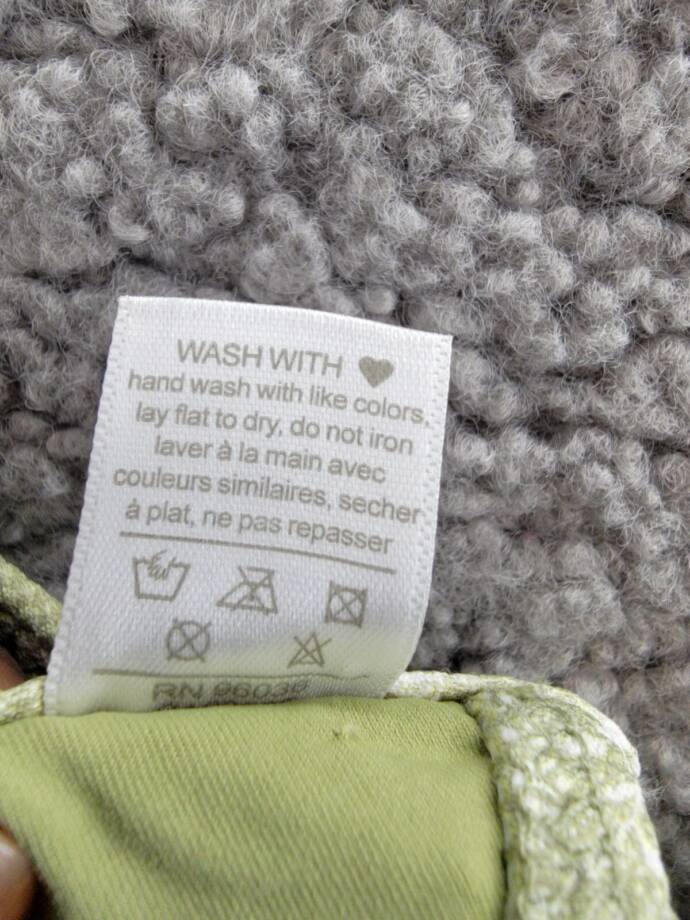 WASH WITH
hand wash with like colors,
lay flat to dry, do not iron
laver à la main avec
couleurs similaires, secher
à plat, ne pas repasser
RN 96036